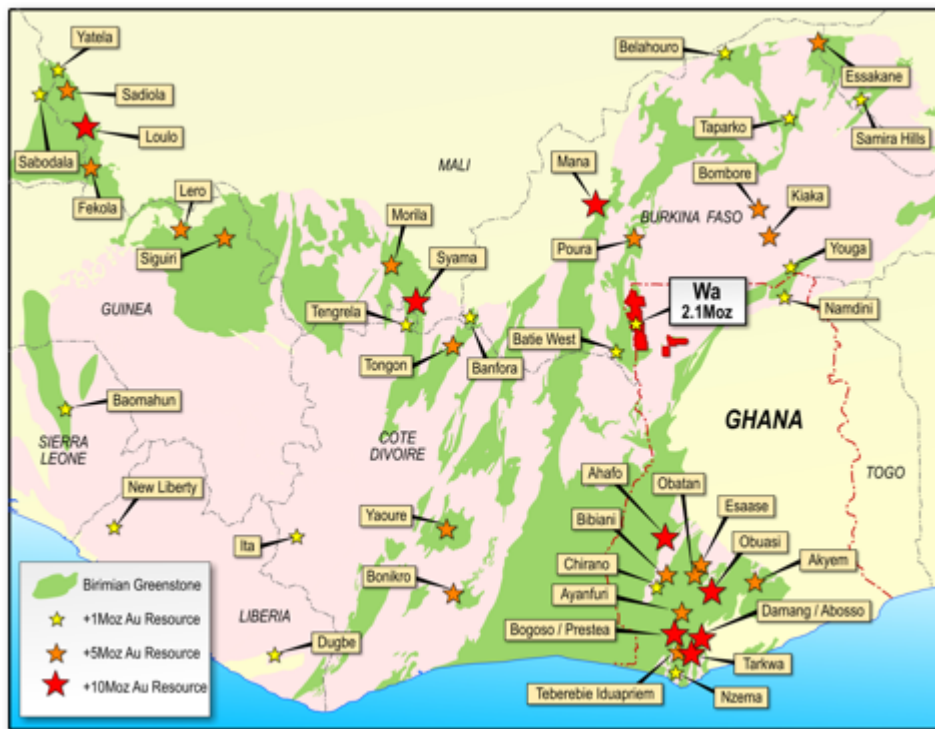 Yatela
Belahouro
Sadiola
Essakane
Loulo
Taparko
Samira Hills
Sabodala
MALI
Mana
Bombore
Fekola
Lero
Kiaka
Morila
BURKINA FASO
Siguiri
Syama
Poura
Youga
GUINEA
Wa
2.1Moz
Tengrela
Namdini
Batie West
Tongon
Banfora
Baomahun
GHANA
SIERRA
LEONE
COTE
DIVOIRE
TOGO
Ahafo
Obatan
New Liberty
Esaase
Yaoure
Bibiani
Ita
Obuasi
Chirano
Akyem
Birimian Greenstone
Bonikro
Ayanfuri
+1Moz Au Resource
LIBERIA
Damang / Abosso
Bogoso / Prestea
Dugbe
+5Moz Au Resource
Tarkwa
+10Moz Au Resource
Teberebie Iduapriem
Nzema